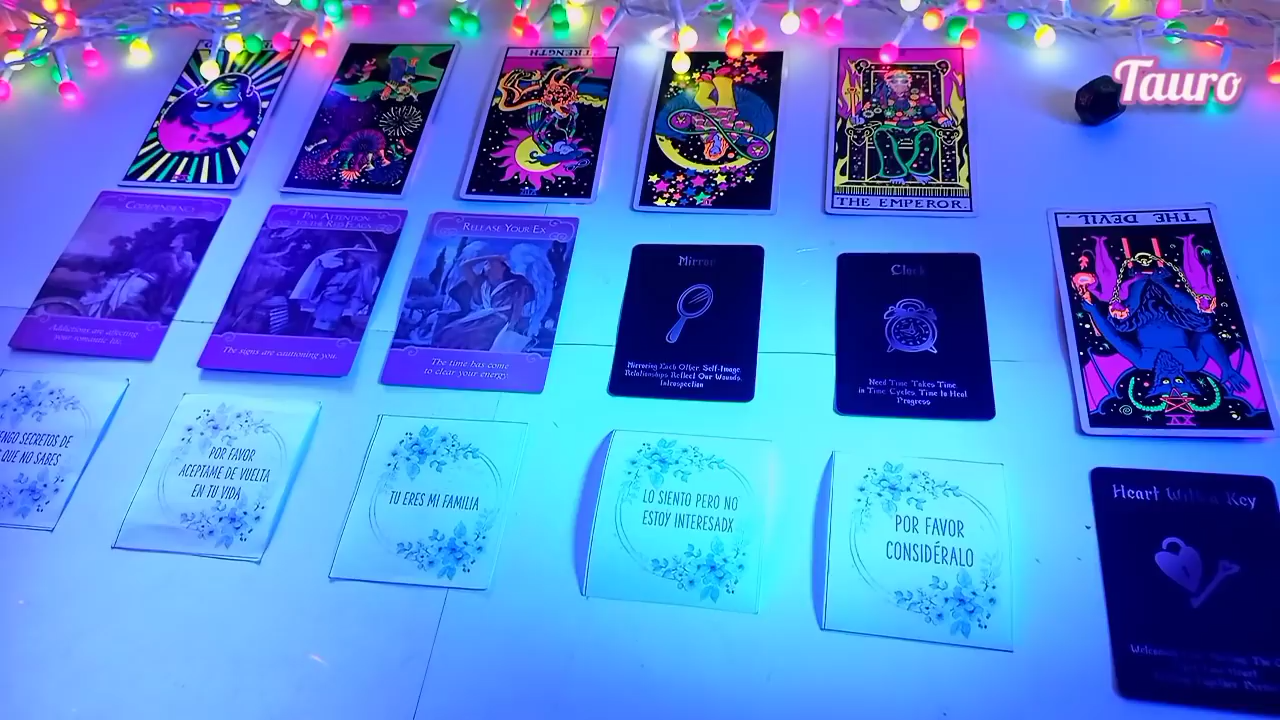 Tauro
STRENGTH
THE EMPEROR.
CODEPENDENCY
Addictions are affecting
your romantic life.
PAY ATTENTION
TO THE RED FLAGS
The signs are cautioning you.
RELEASE YOUR EX
The time has come
to clear your energy.
Mirror
Mirroring Each Other Self-Image
Relationships Reflect Our Wounds
Introspection
Clock
Need Time Takes Time
in Time Cycles Time to Heal
Progress
THE DEVIL.
XV
TENGO SECRETOS DE
QUE NO SABES
POR FAVOR
ACEPTAME DE VUELTA
EN TU VIDA
TU ERES MI FAMILIA
LO SIENTO PERO NO
ESTOY INTERESADX
POR FAVOR
CONSIDÉRALO
Heart With a Key